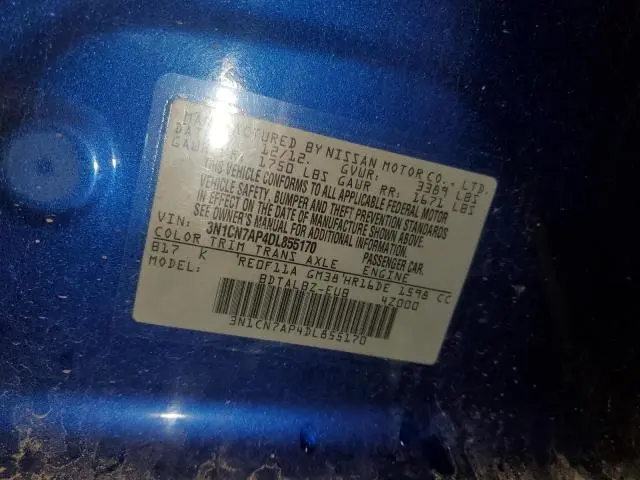 MANUFACTURED BY NISSAN MOTOR CO., LTD.
DATE: 12/12. GVWR: 3389 LBS
GAWR FR. 1750 LBS GAWR RR. 1671 LBS
THIS VEHICLE CONFORMS TO ALL APPLICABLE FEDERAL MOTOR
VEHICLE SAFETY, BUMPER AND THEFT PREVENTION STANDARDS
IN EFFECT ON THE DATE OF MANUFACTURE SHOWN ABOVE.
SEE OWNER'S MANUAL FOR ADDITIONAL INFORMATION.
VIN: 3N1CN7AP4DL855170 PASSENGER CAR.
COLOR TRIM TRANS AXLE ENGINE
B17 K RE0F11A GM38 HR16DE 1598 CC
MODEL: BDTALBZ-EUB 4Z000
3N1CN7AP4DL855170